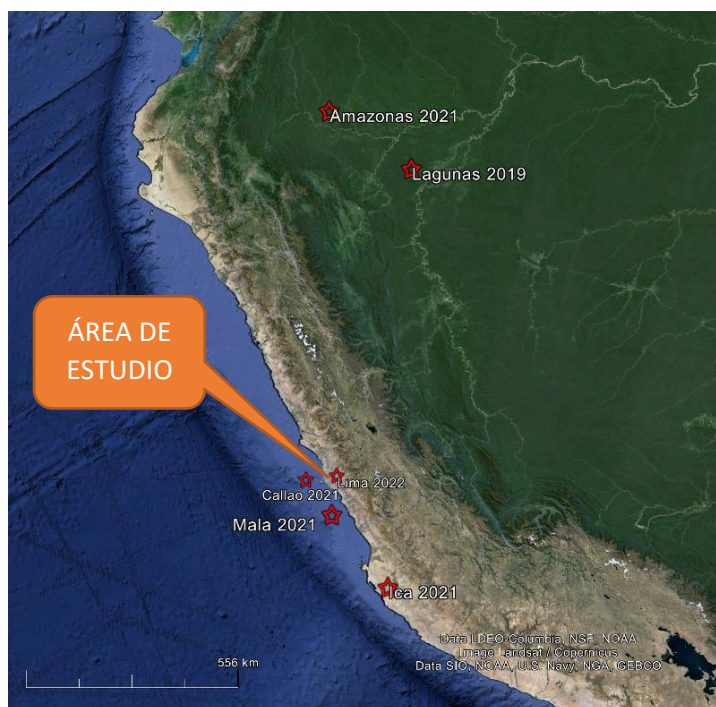 Amazonas 2021
Lagunas 2019
ÁREA DE
ESTUDIO
Lima 2022
Callao 2021
Mala 2021
Ica 2021
Data LDEO-Columbia, NSF, NOAA
Image Landsat / Copernicus
Data SIO, NOAA, U.S. Navy, NGA, GEBCO
556 km